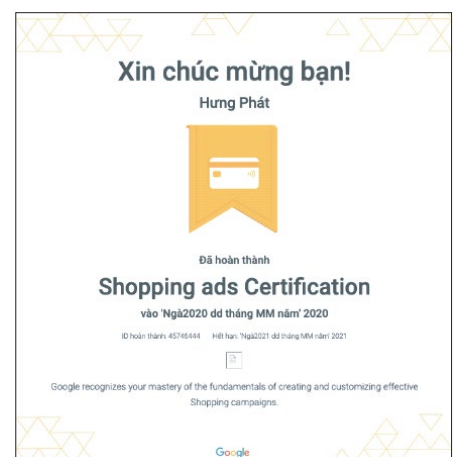 Xin chúc mừng bạn!
Hưng Phát
Đã hoàn thành
Shopping ads Certification
vào 'Ngà2020 dd tháng MM năm' 2020
ID hoàn thành: 45746444 Hết hạn: 'Ngà2021 dd tháng MM năm' 2021
Google recognizes your mastery of the fundamentals of creating and customizing effective
Shopping campaigns.
Google